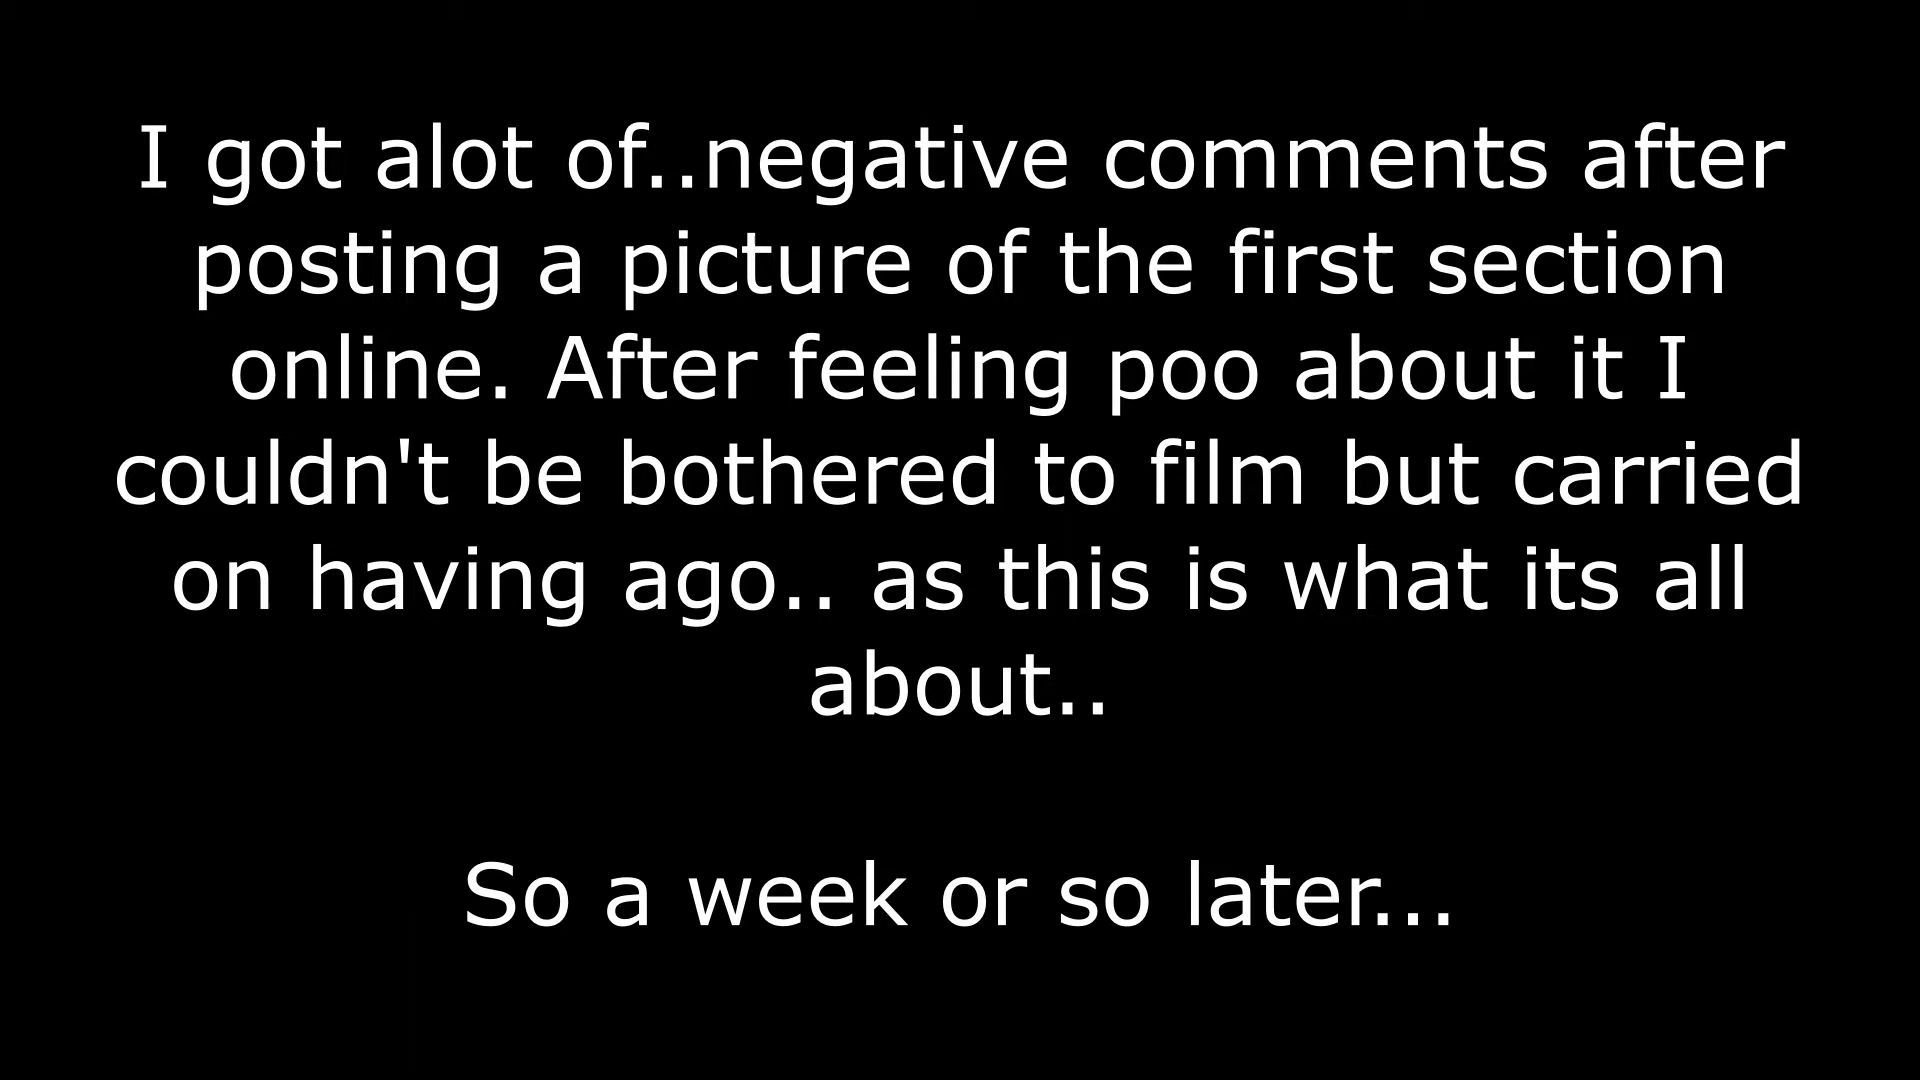 I got alot of..negative comments after
posting a picture of the first section
online. After feeling poo about it I
couldn't be bothered to film but carried
on having ago.. as this is what its all
about..
So a week or so later...